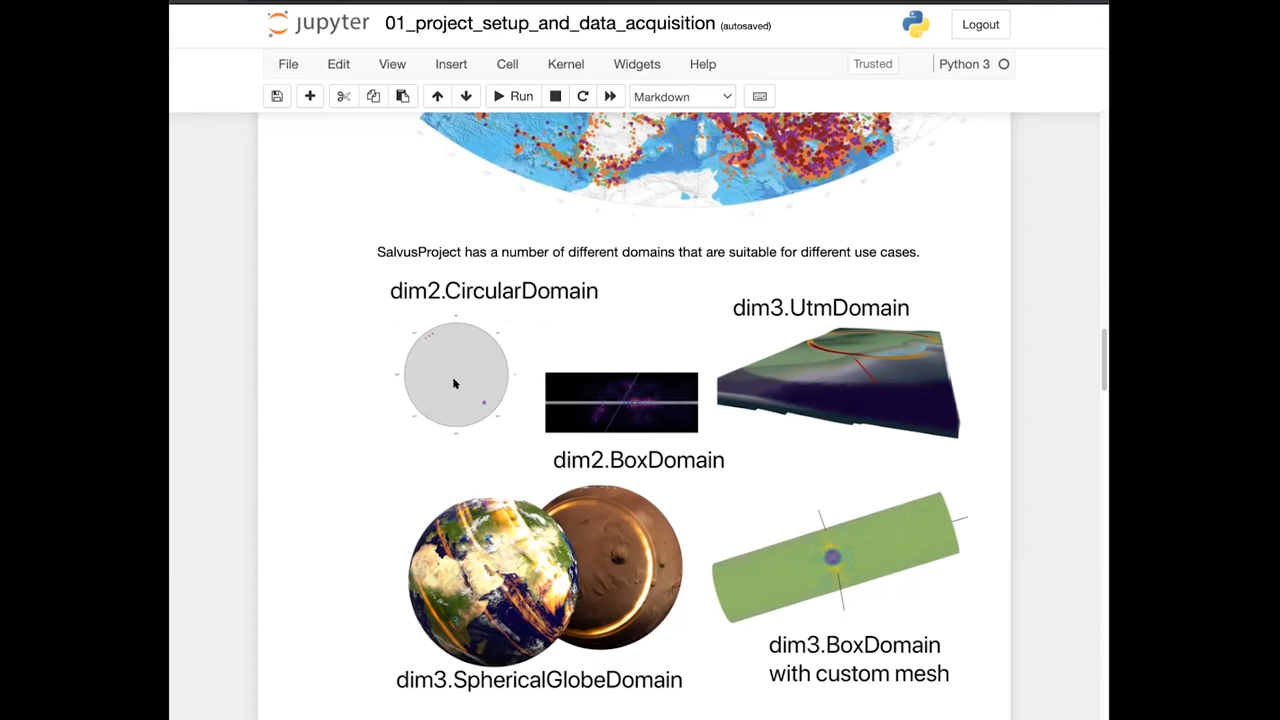 jupyter 01_project_setup_and_data_acquisition (autosaved) Logout
File Edit View Insert Cell Kernel Widgets Help Trusted Python 3
Run Markdown
SalvusProject has a number of different domains that are suitable for different use cases.
dim2.CircularDomain
dim3.UtmDomain
dim2.BoxDomain
dim3.SphericalGlobeDomain
dim3.BoxDomain
with custom mesh